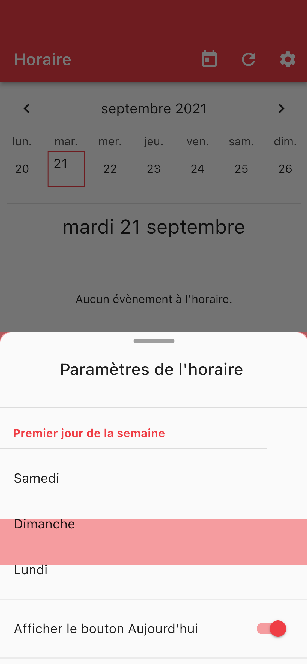 Horaire
septembre 2021
lun. mar. mer. jeu. ven. sam. dim.
20 21 22 23 24 25 26
mardi 21 septembre
Aucun évènement à l'horaire.
Paramètres de l'horaire
Premier jour de la semaine
Samedi
Dimanche
Lundi
Afficher le bouton Aujourd'hui